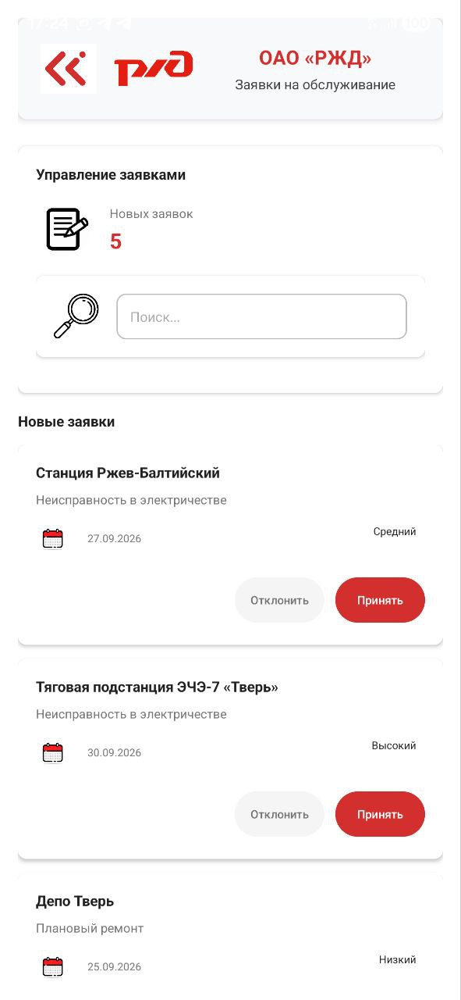 17:24
100
ржд
ОАО «РЖД»
Заявки на обслуживание
Управление заявками
Новых заявок
5
Поиск...
Новые заявки
Станция Ржев-Балтийский
Неисправность в электричестве
27.09.2026
Средний
Отклонить
Принять
Тяговая подстанция ЭЧЭ-7 «Тверь»
Неисправность в электричестве
30.09.2026
Высокий
Отклонить
Принять
Депо Тверь
Плановый ремонт
25.09.2026
Низкий